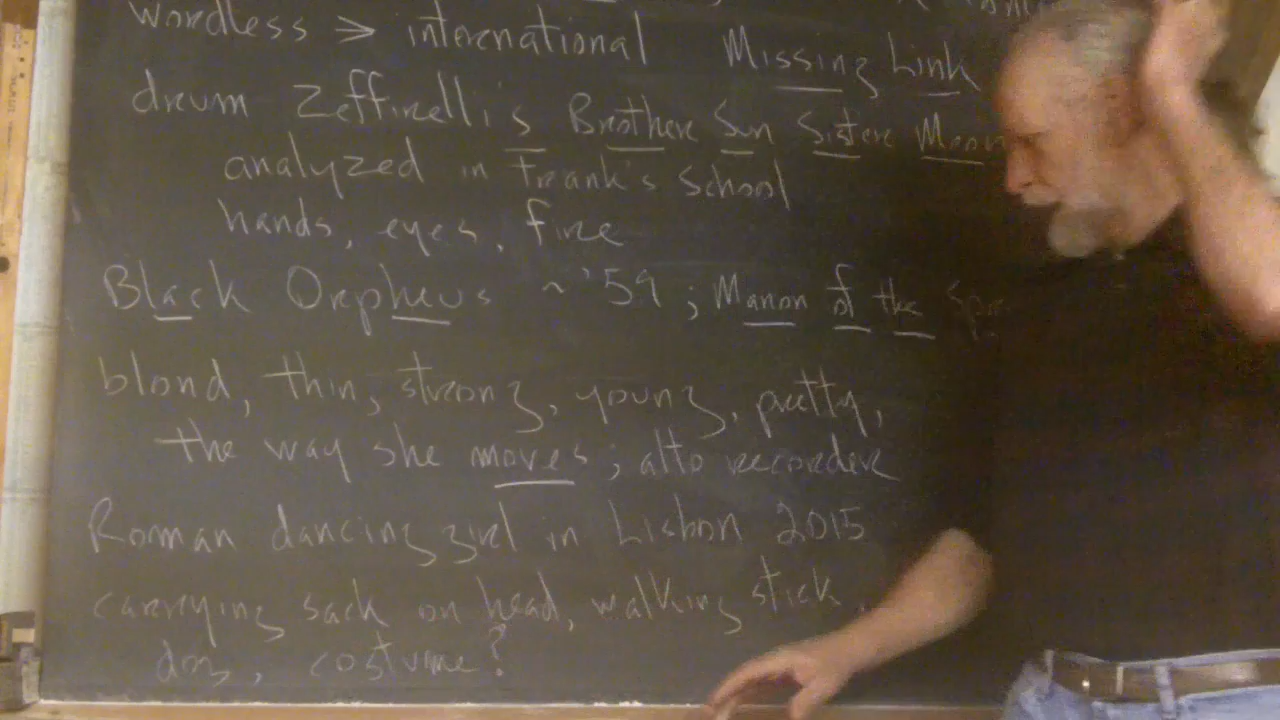 wordless > international Missing Link
drum Zeffirelli's Brother Sun Sister Moon
analyzed in Frank's School
hands, eyes, fire
Black Orpheus ~ '59 ; Manon of the
blond, thin, strong, young, pretty,
the way she moves ; alto recorder
Roman dancing girl in Lisbon 2015
carrying sack on head, walking stick,
dog, costume?